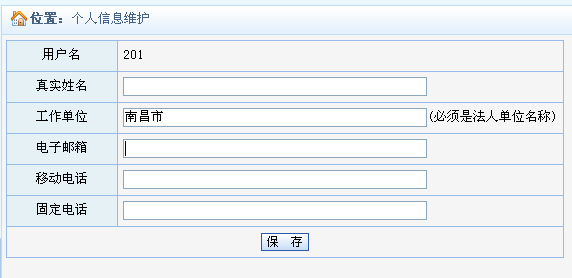 位置：个人信息维护
用户名 201
真实姓名
工作单位 南昌市 (必须是法人单位名称)
电子邮箱
移动电话
固定电话
保 存